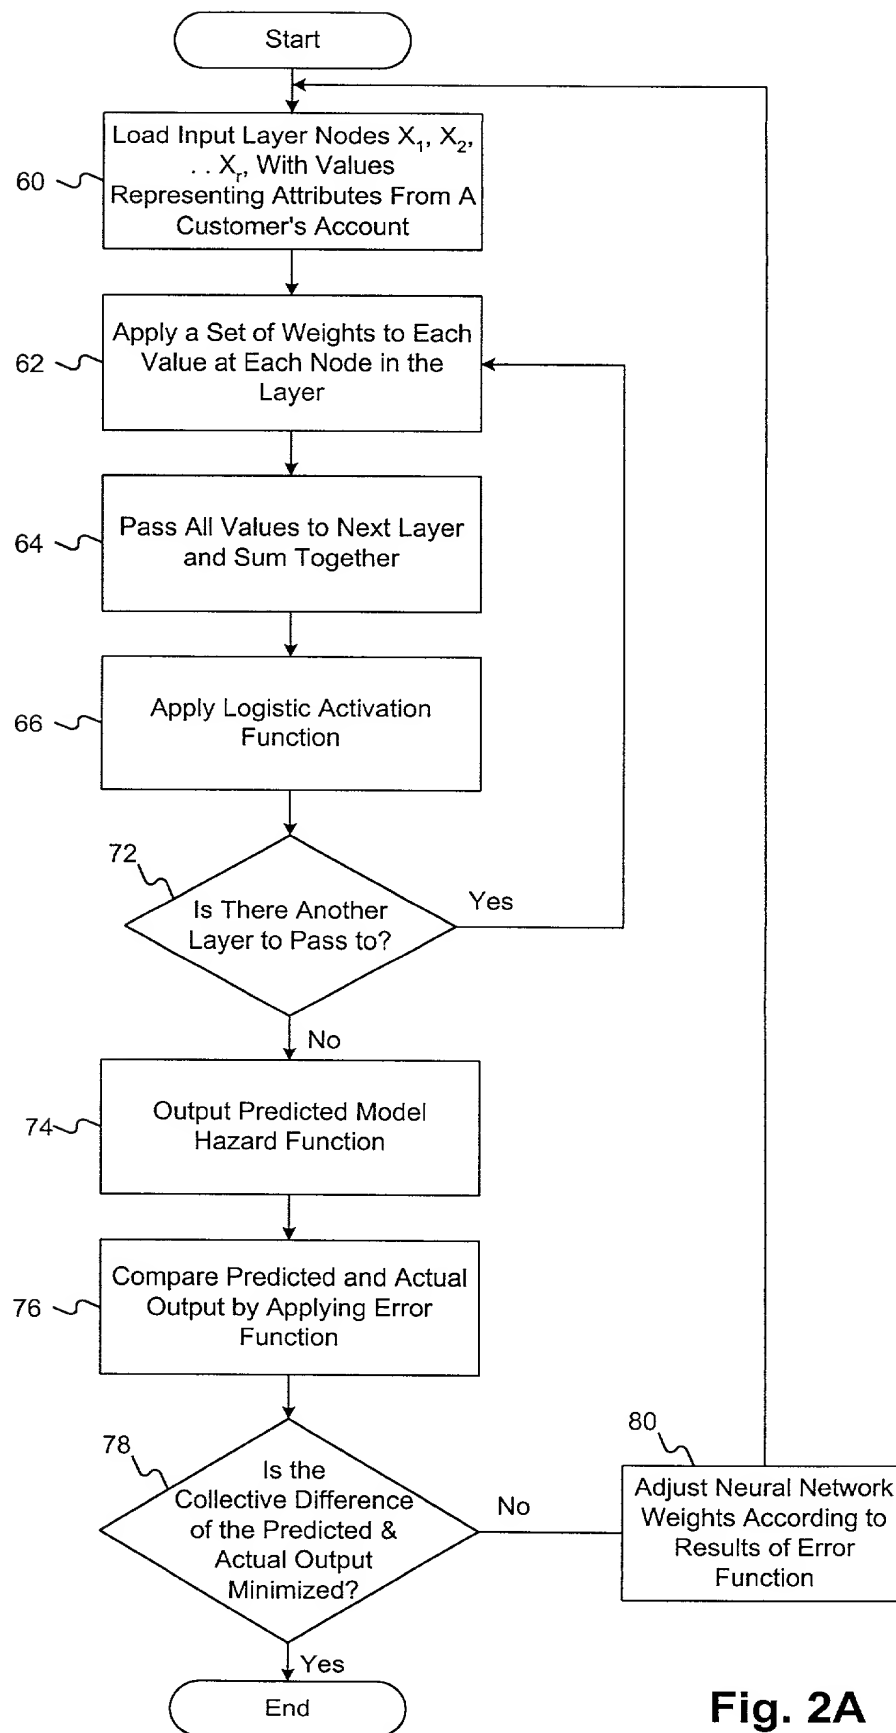 Start
Load Input Layer Nodes X1, X2,
. . Xr, With Values
Representing Attributes From A
Customer's Account
60
Apply a Set of Weights to Each
Value at Each Node in the
Layer
62
Pass All Values to Next Layer
and Sum Together
64
Apply Logistic Activation
Function
66
72
Is There Another
Layer to Pass to?
Yes
No
Output Predicted Model
Hazard Function
74
Compare Predicted and Actual
Output by Applying Error
Function
76
78
Is the
Collective Difference
of the Predicted &
Actual Output
Minimized?
No
80
Adjust Neural Network
Weights According to
Results of Error
Function
Yes
End
Fig. 2A